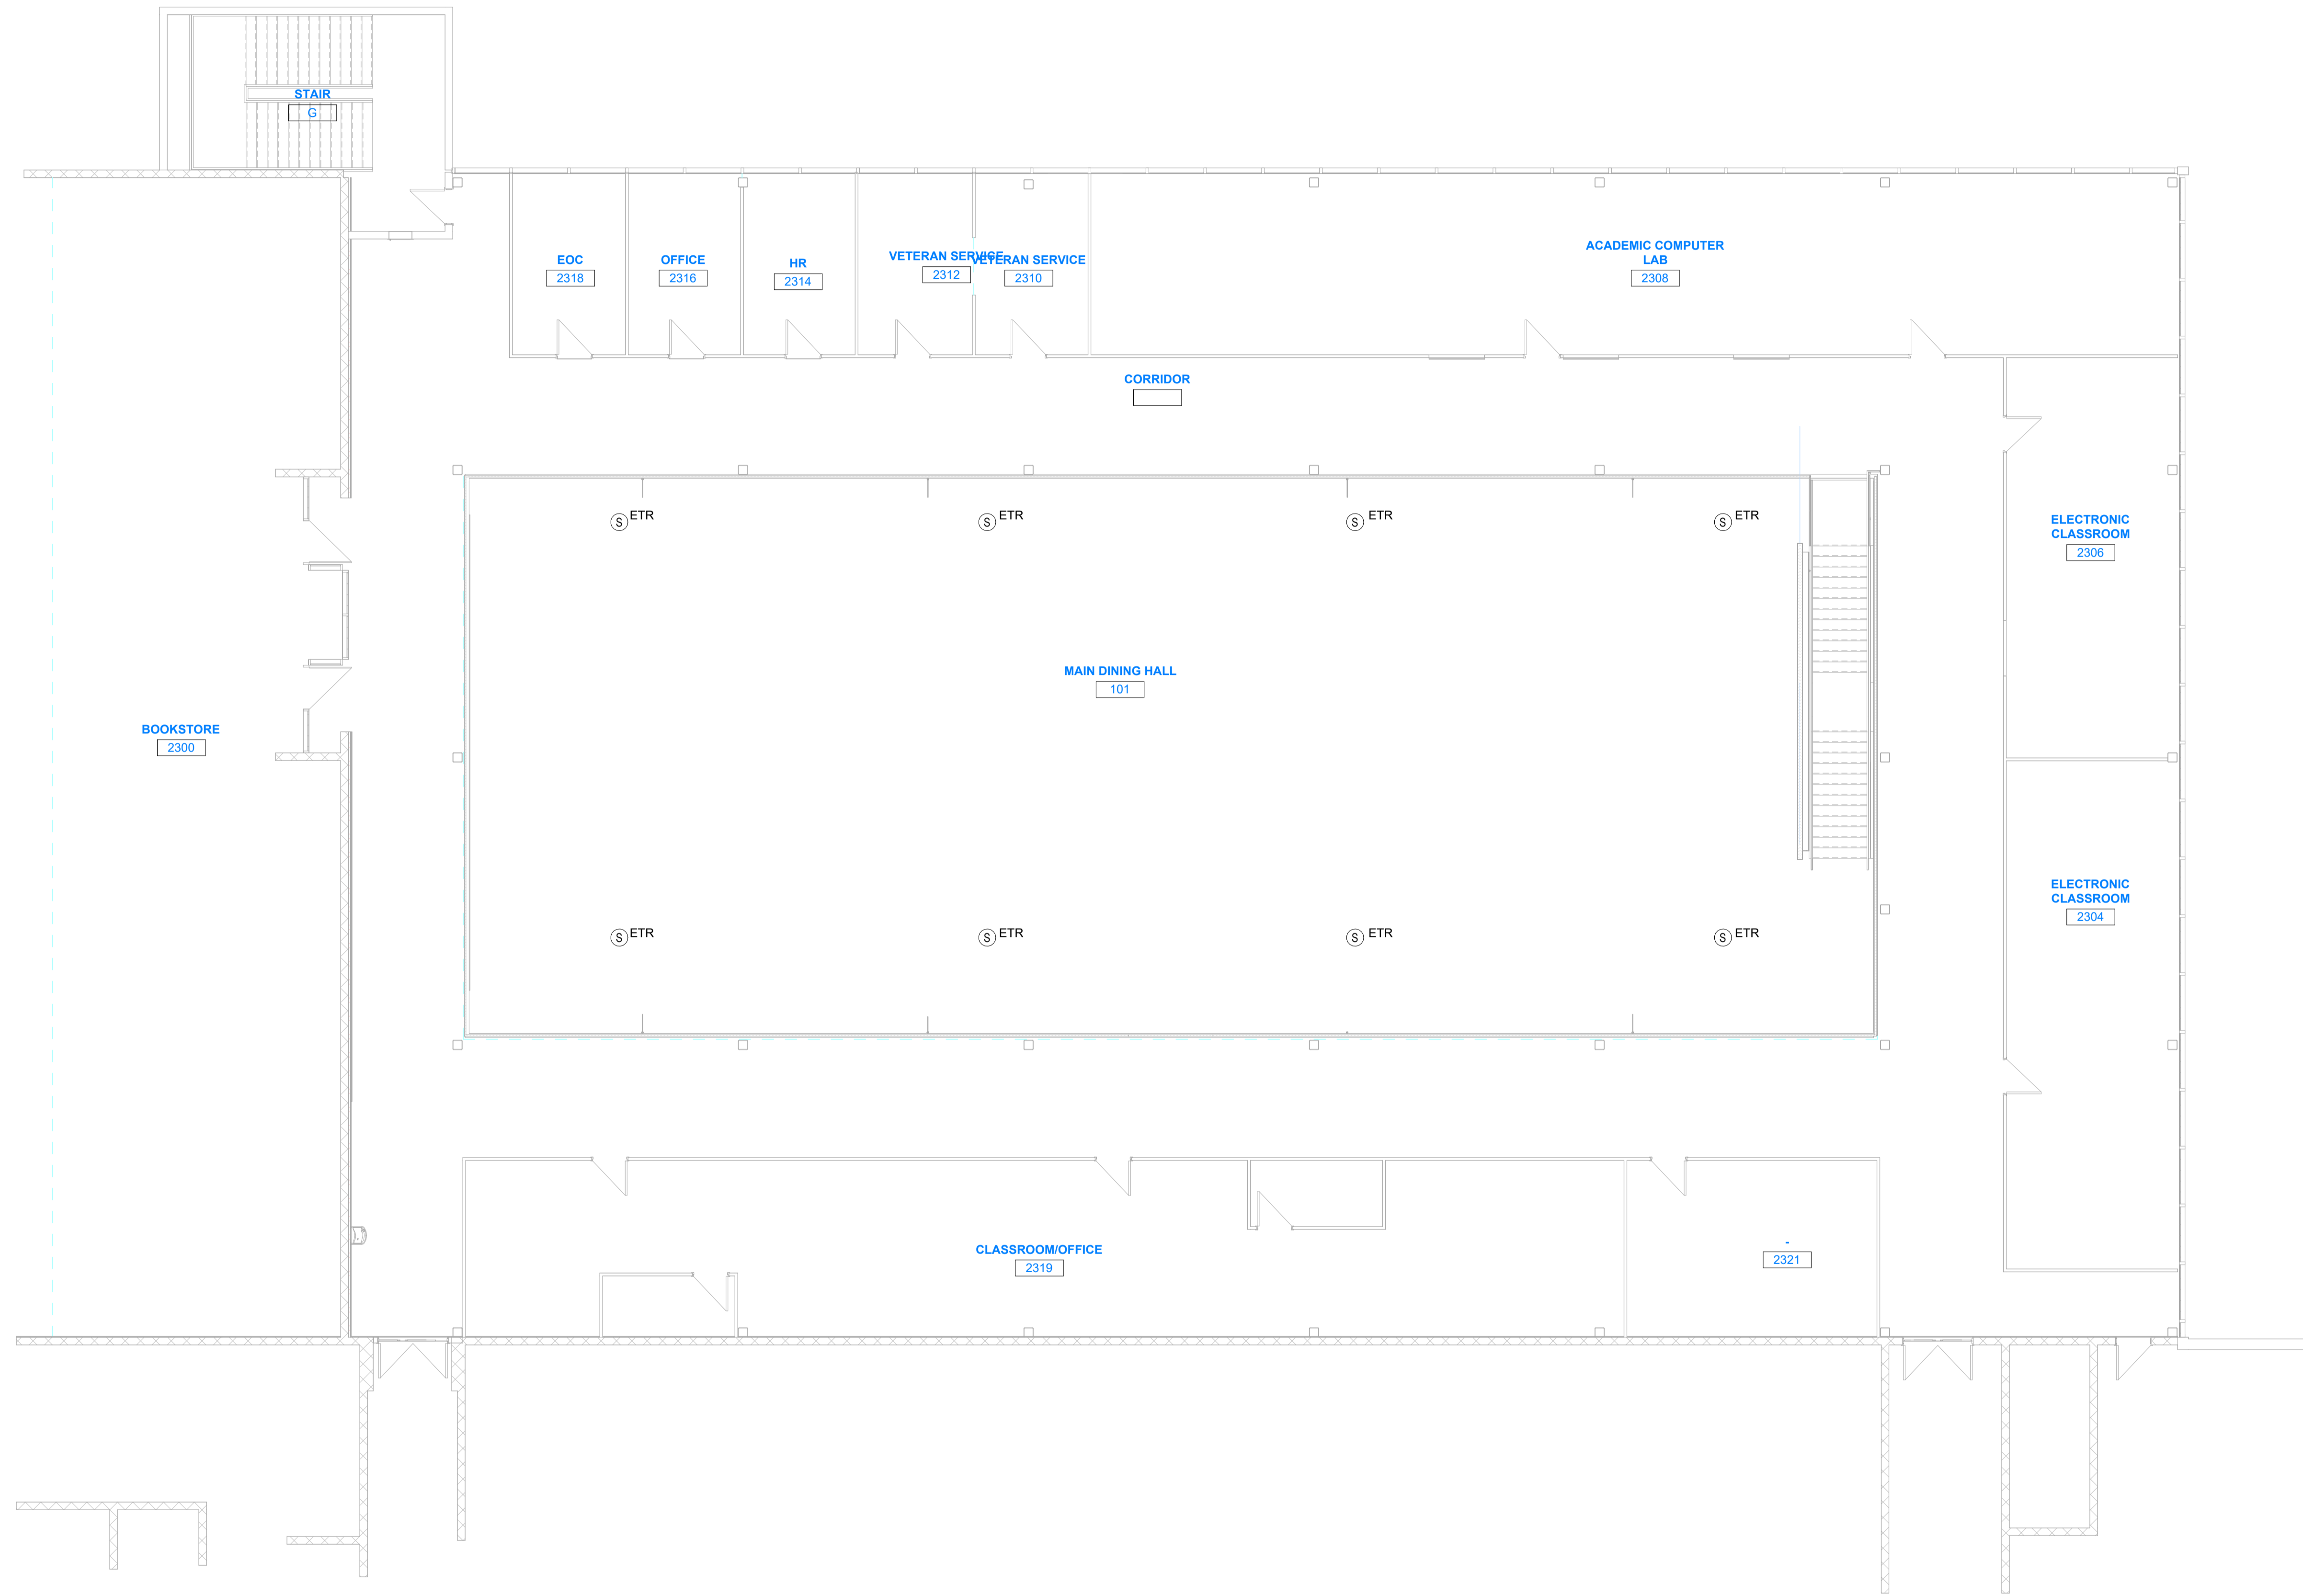 STAIR
G
EOC
2318
OFFICE
2316
HR
2314
VETERAN SERVICE
2312
VETERAN SERVICE
2310
ACADEMIC COMPUTER
LAB
2308
CORRIDOR
S ETR
S ETR
S ETR
S ETR
ELECTRONIC
CLASSROOM
2306
MAIN DINING HALL
101
BOOKSTORE
2300
ELECTRONIC
CLASSROOM
2304
S ETR
S ETR
S ETR
S ETR
CLASSROOM/OFFICE
2319
-
2321